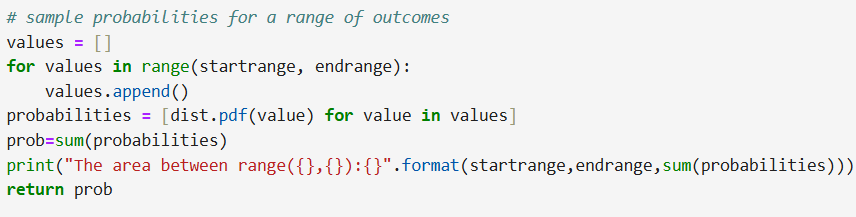 # sample probabilities for a range of outcomes
values = []
for values in range(startrange, endrange):
    values.append()
probabilities = [dist.pdf(value) for value in values]
prob=sum(probabilities)
print("The area between range({},{}):{}".format(startrange,endrange,sum(probabilities)))
return prob